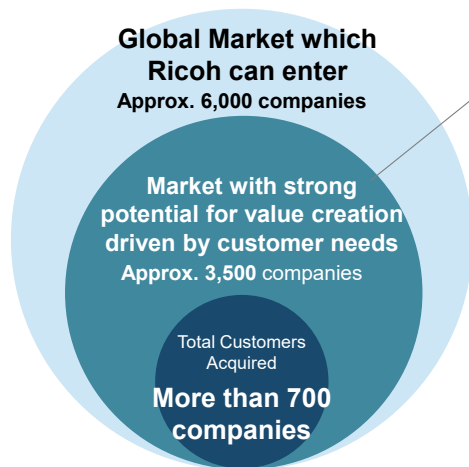 Global Market which
Ricoh can enter
Approx. 6,000 companies
Market with strong
potential for value creation
driven by customer needs
Approx. 3,500 companies
Total Customers
Acquired
More than 700
companies